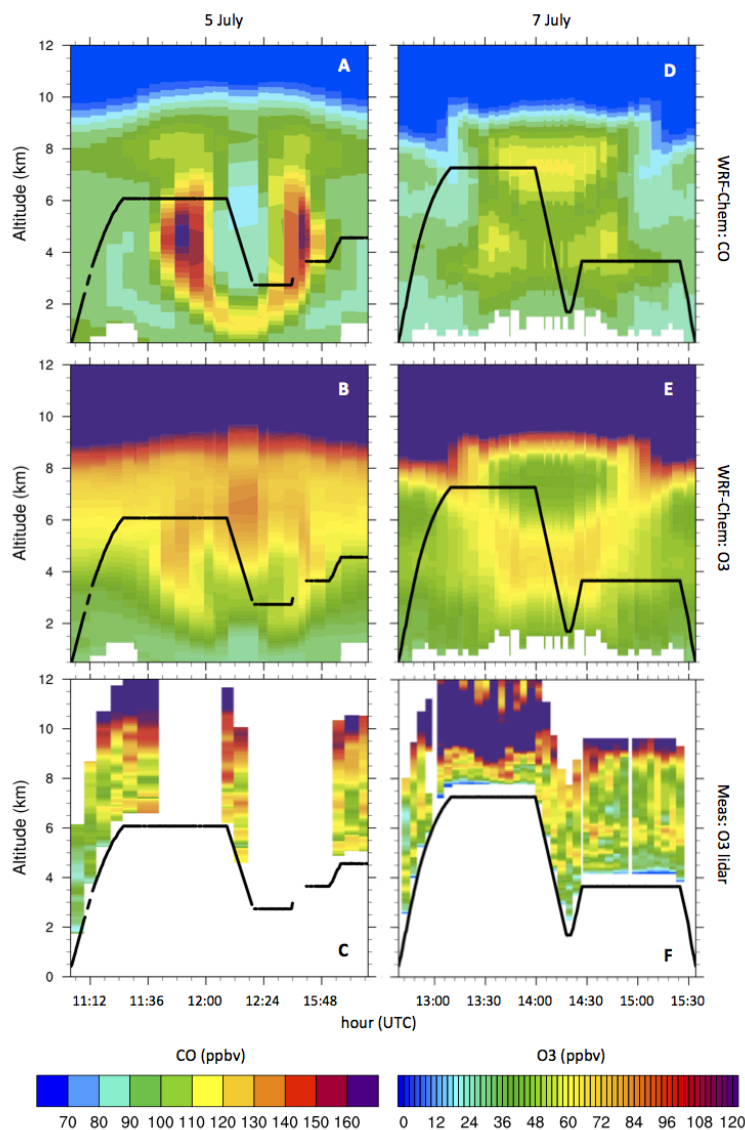 5 July 7 July
12
10
8
6
4
2
Altitude (km)
A
D
WRF-Chem: CO
12
10
8
6
4
2
Altitude (km)
B
E
WRF-Chem: O3
12
10
8
6
4
2
0
Altitude (km)
C
F
Meas: O3 lidar
11:12 11:36 12:00 12:24 15:48 13:00 13:30 14:00 14:30 15:00 15:30
hour (UTC)
CO (ppbv) O3 (ppbv)
70 80 90 100 110 120 130 140 150 160 0 12 24 36 48 60 72 84 96 108 120